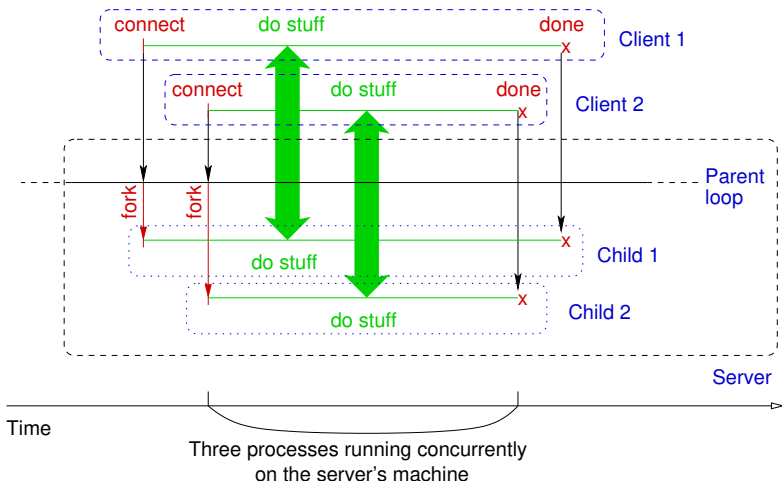 connect
do stuff
done
Client 1
connect
do stuff
done
Client 2
x
x
Parent
loop
fork
fork
x
do stuff
Child 1
x
do stuff
Child 2
Server
Time
Three processes running concurrently
on the server's machine